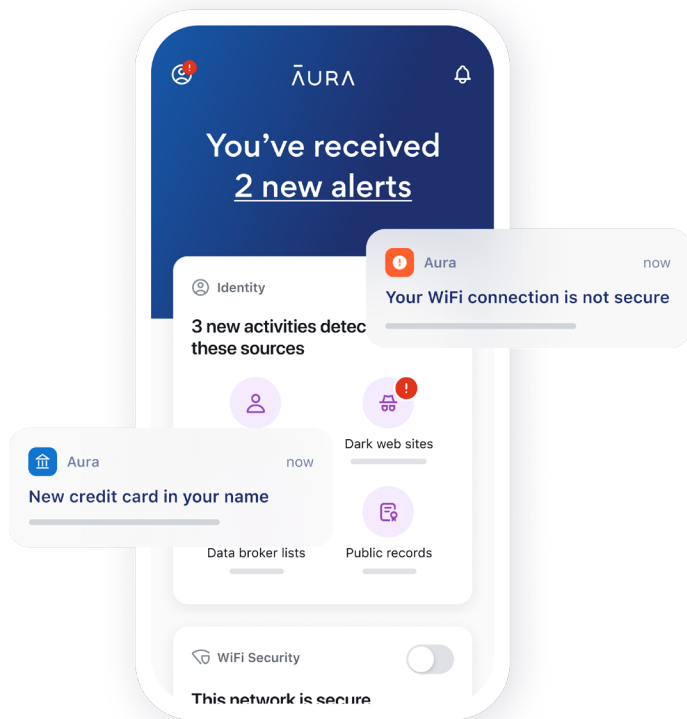 ĀURA
You've received
2 new alerts
Aura now
Your WiFi connection is not secure
Identity
3 new activities detec
these sources
Dark web sites
Aura now
New credit card in your name
Data broker lists
Public records
WiFi Security
This network is secure